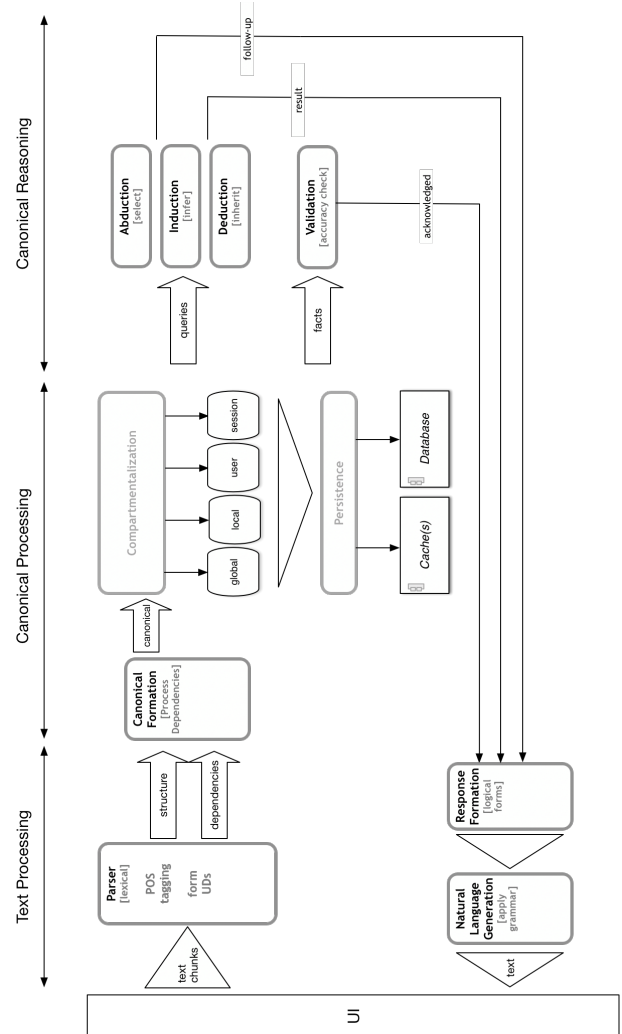 Text Processing
Canonical Processing
Canonical Reasoning
UI
text
chunks
Parser
[lexical]
POS
tagging
form
UDs
structure
dependencies
Canonical
Formation
[Process
Dependencies]
canonical
Compartmentalization
global
local
user
session
Persistence
Cache(s)
Database
queries
facts
Abduction
[select]
Induction
[infer]
Deduction
[inherit]
Validation
[accuracy check]
follow-up
result
acknowledged
Response
Formation
[logical
forms]
Natural
Language
Generation
[apply
grammar]
text